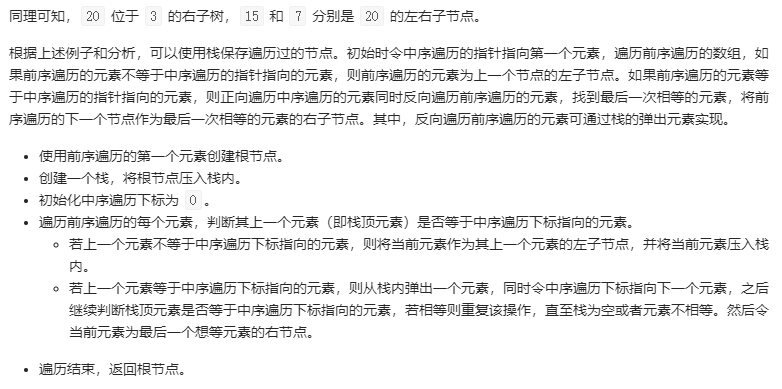 同理可知， 20 位于 3 的右子树， 15 和 7 分别是 20 的左右子节点。
根据上述例子和分析，可以使用栈保存遍历过的节点。初始时令中序遍历的指针指向第一个元素，遍历前序遍历的数组，如
果前序遍历的元素不等于中序遍历的指针指向的元素，则前序遍历的元素为上一个节点的左子节点。如果前序遍历的元素等
于中序遍历的指针指向的元素，则正向遍历中序遍历的元素同时反向遍历前序遍历的元素，找到最后一次相等的元素，将前
序遍历的下一个节点作为最后一次相等的元素的右子节点。其中，反向遍历前序遍历的元素可通过栈的弹出元素实现。
• 使用前序遍历的第一个元素创建根节点。
• 创建一个栈，将根节点压入栈内。
• 初始化中序遍历下标为 0 。
• 遍历前序遍历的每个元素，判断其上一个元素（即栈顶元素）是否等于中序遍历下标指向的元素。
○ 若上一个元素不等于中序遍历下标指向的元素，则将当前元素作为其上一个元素的左子节点，并将当前元素压入栈
内。
○ 若上一个元素等于中序遍历下标指向的元素，则从栈内弹出一个元素，同时令中序遍历下标指向下一个元素，之后
继续判断栈顶元素是否等于中序遍历下标指向的元素，若相等则重复该操作，直至栈为空或者元素不相等。然后令
当前元素为最后一个想等元素的右节点。
• 遍历结束，返回根节点。